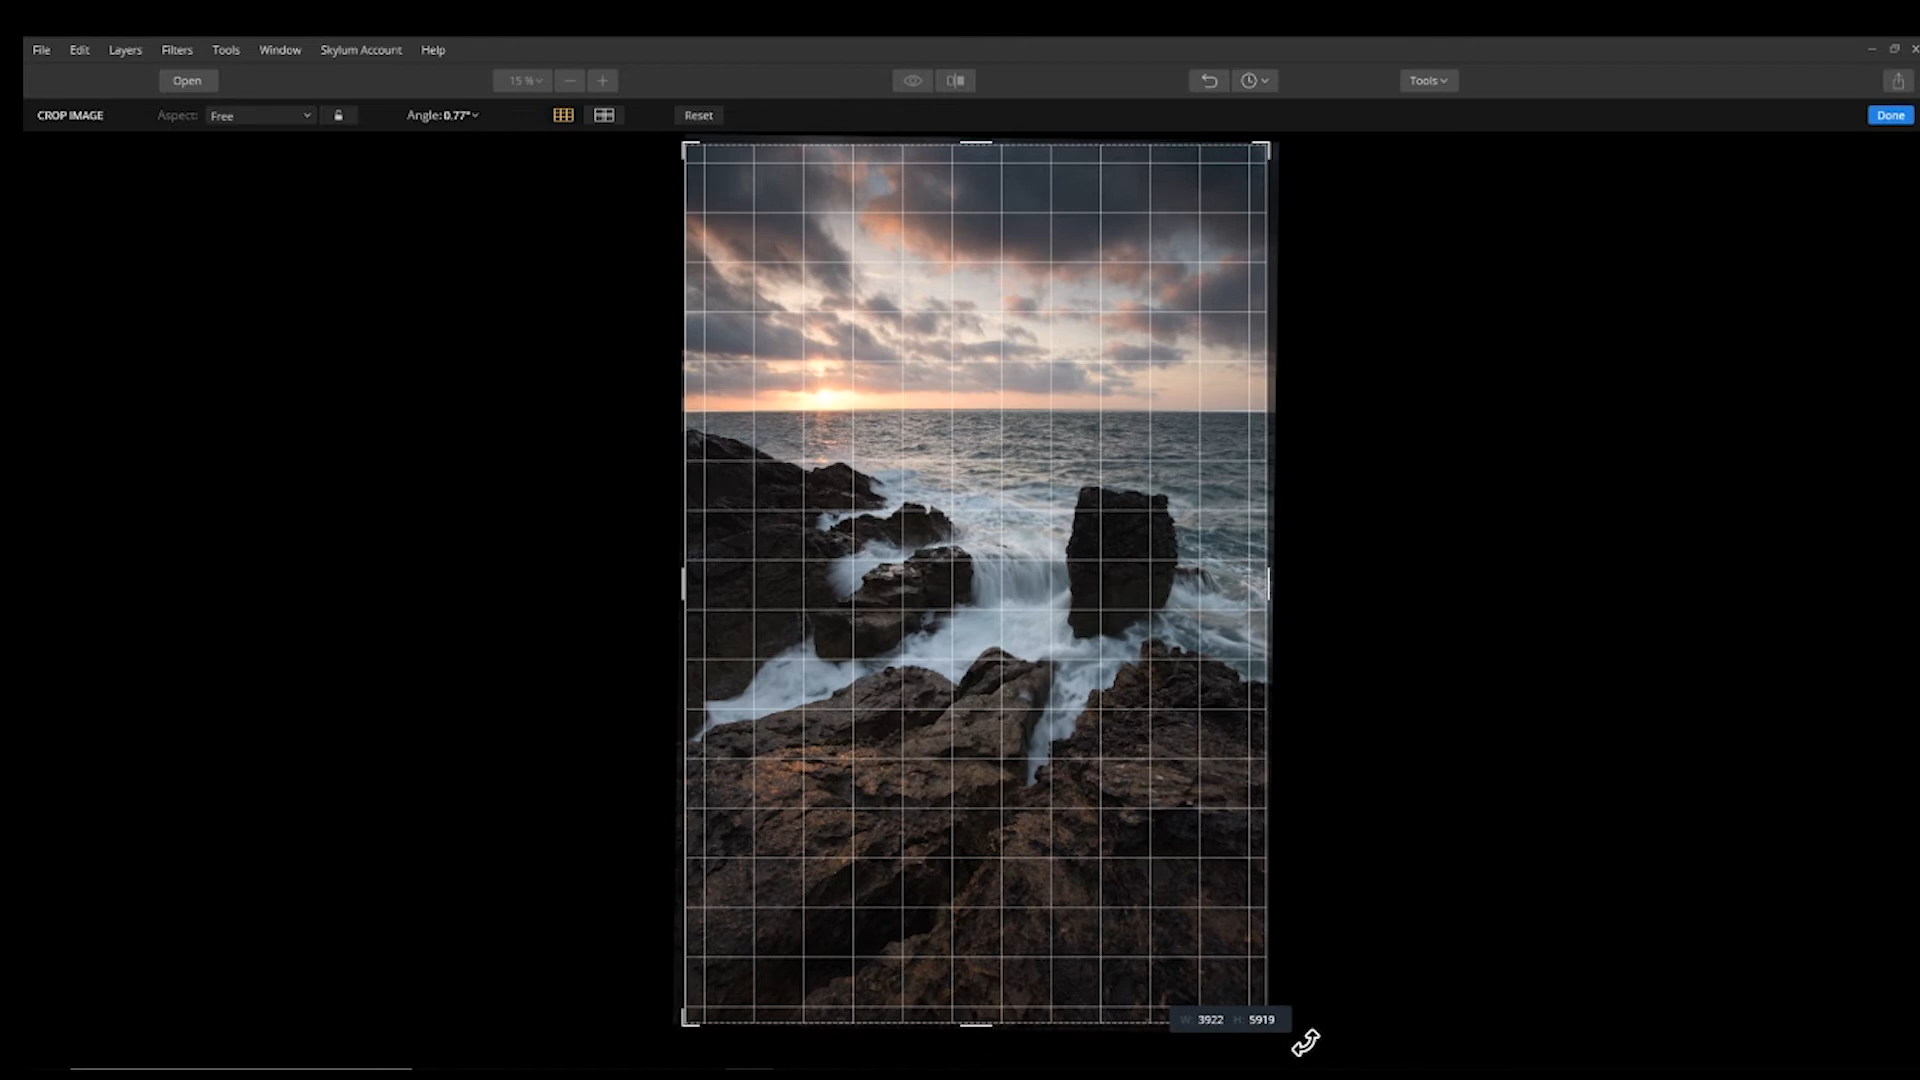 File Edit Layers Filters Tools Window Skylum Account Help
Open 15 % Tools
CROP IMAGE Aspect: Free Angle: 0.77° Reset Done
W: 3922 H: 5919